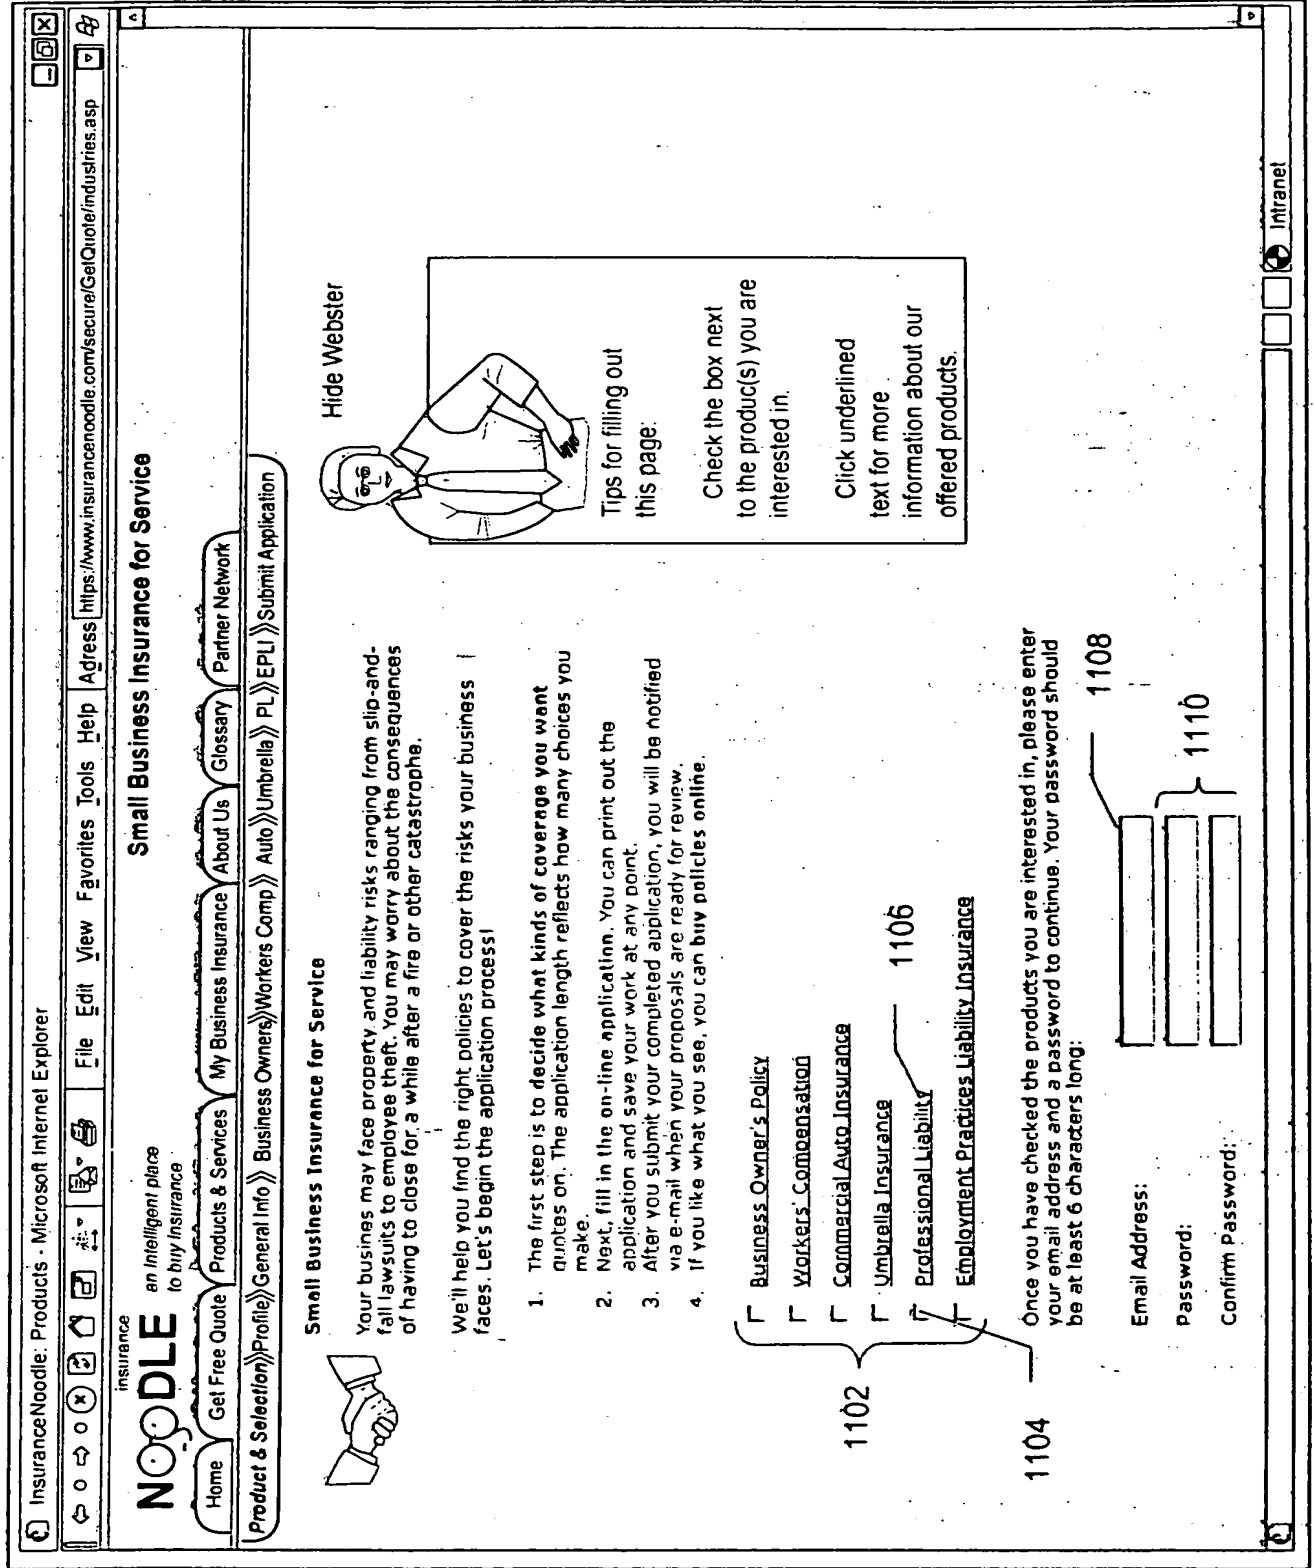 InsuranceNoodle: Products - Microsoft Internet Explorer
File Edit View Favorites Tools Help Adress https://www.insurancenoodle.com/secure/GetQuote/industries.asp
insurance
NOODLE
an intelligent place
to buy insurance
Small Business Insurance for Service
Home Get Free Quote Products & Services My Business Insurance About Us Glossary Partner Network
Product & Selection»Profile»General Info» Business Owners»Workers Comp» Auto»Umbrella» PL»EPLI»Submit Application
Small Business Insurance for Service
Your busines may face property and liability risks ranging from slip-and-
fall lawsuits to employee theft. You may worry about the consequences
of having to close for a while after a fire or other catastrophe.
We'll help you find the right policies to cover the risks your business
faces. Let's begin the application process!
1. The first step is to decide what kinds of coverage you want
quotes on. The application length reflects how many choices you
make.
2. Next, fill in the on-line application. You can print out the
application and save your work at any point.
3. After you submit your completed application, you will be notified
via e-mail when your proposals are ready for review.
4. If you like what you see, you can buy policies online.
Hide Webster
Tips for filling out
this page:
Check the box next
to the produc(s) you are
interested in.
Click underlined
text for more
information about our
offered products.
1102
Business Owner's Policy
Workers' Compensation
Commercial Auto Insurance
Umbrella Insurance
Professional Liability
1106
Employment Practices Liability Insurance
1104
Once you have checked the products you are interested in, please enter
your email address and a password to continue. Your password should
be at least 6 characters long:
1108
Email Address:
Password:
1110
Confirm Password:
Intranet